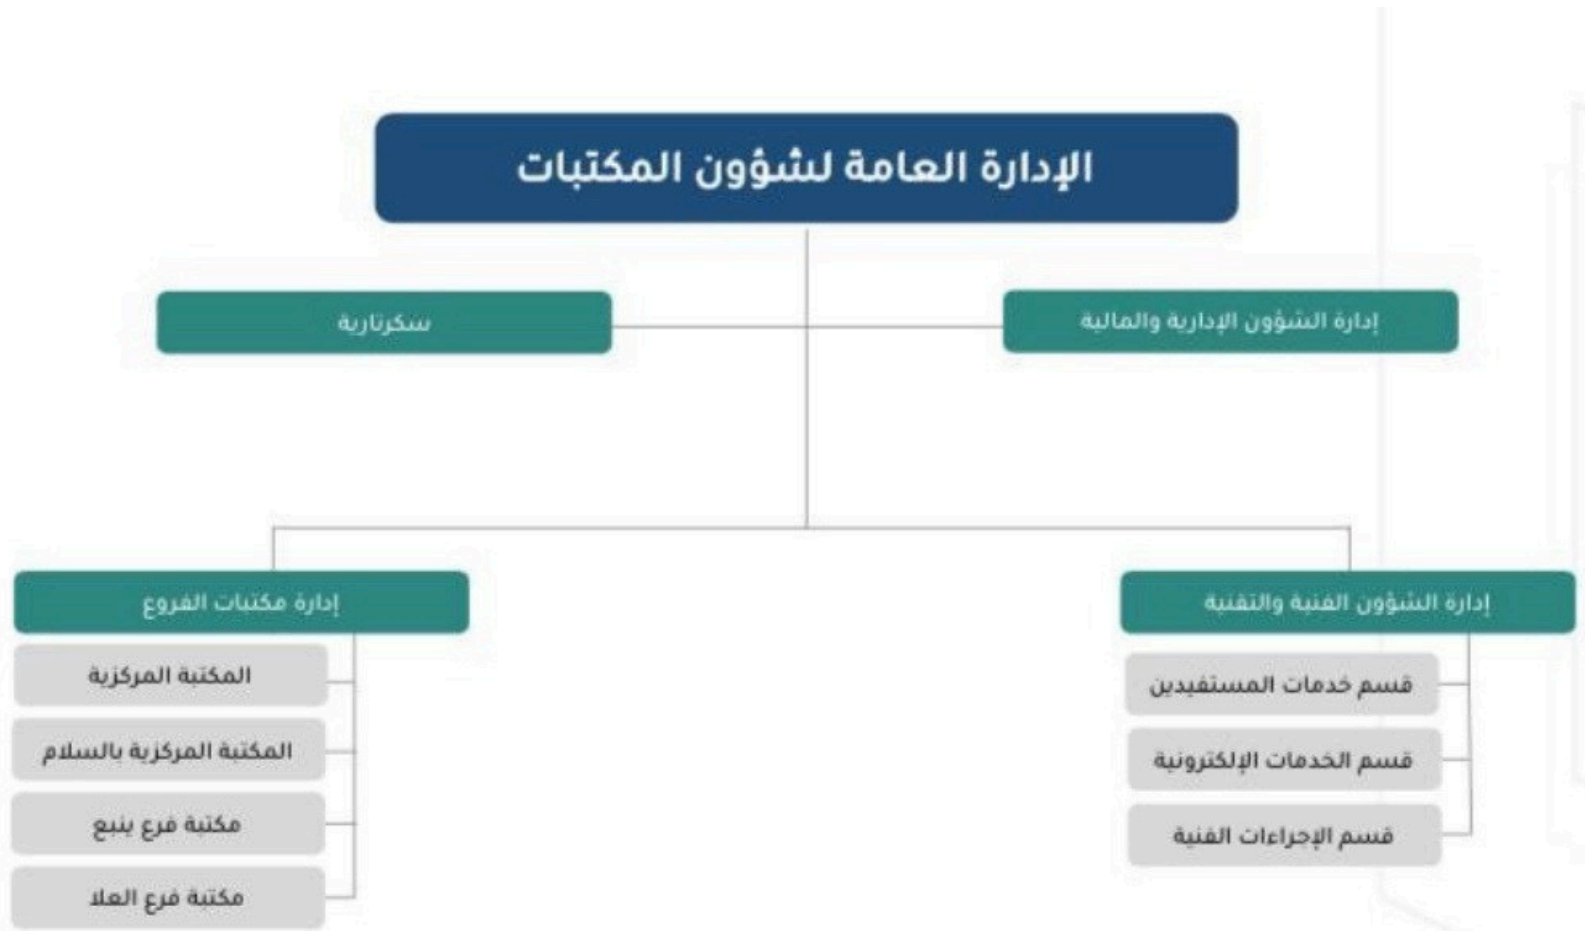 الإدارة العامة لشؤون المكتبات
إدارة الشؤون الإدارية والمالية
سكرتارية
إدارة الشؤون الفنية والتقنية
قسم خدمات المستفيدين
قسم الخدمات الإلكترونية
قسم الإجراءات الفنية
إدارة مكتبات الفروع
المكتبة المركزية
المكتبة المركزية بالسلام
مكتبة فرع ينبع
مكتبة فرع العلا